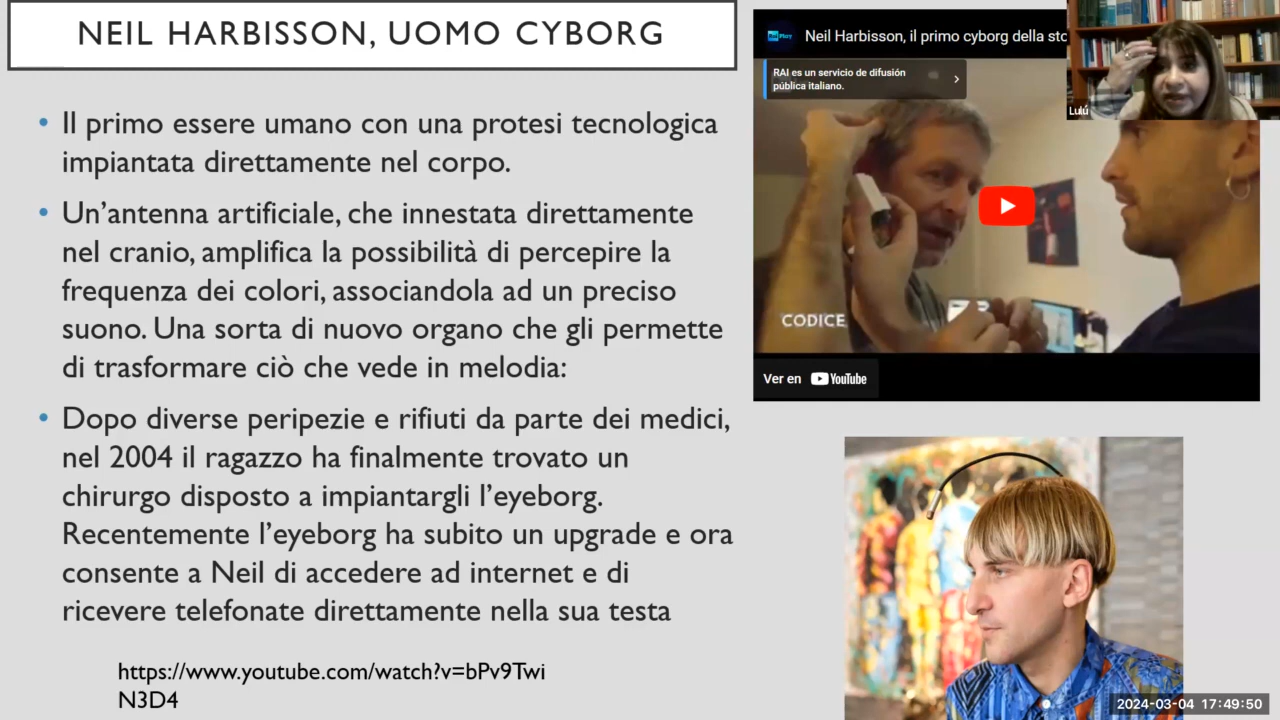 NEIL HARBISSON, UOMO CYBORG
• Il primo essere umano con una protesi tecnologica
impiantata direttamente nel corpo.
• Un'antenna artificiale, che innestata direttamente
nel cranio, amplifica la possibilità di percepire la
frequenza dei colori, associandola ad un preciso
suono. Una sorta di nuovo organo che gli permette
di trasformare ciò che vede in melodia:
• Dopo diverse peripezie e rifiuti da parte dei medici,
nel 2004 il ragazzo ha finalmente trovato un
chirurgo disposto a impiantargli l'eyeborg.
Recentemente l'eyeborg ha subito un upgrade e ora
consente a Neil di accedere ad internet e di
ricevere telefonate direttamente nella sua testa
https://www.youtube.com/watch?v=bPv9Twi
N3D4
Rai Play
Neil Harbisson, il primo cyborg della sto
RAI es un servicio de difusión
pública italiano.
Lulú
CODICE
Ver en YouTube
2024-03-04 17:49:50